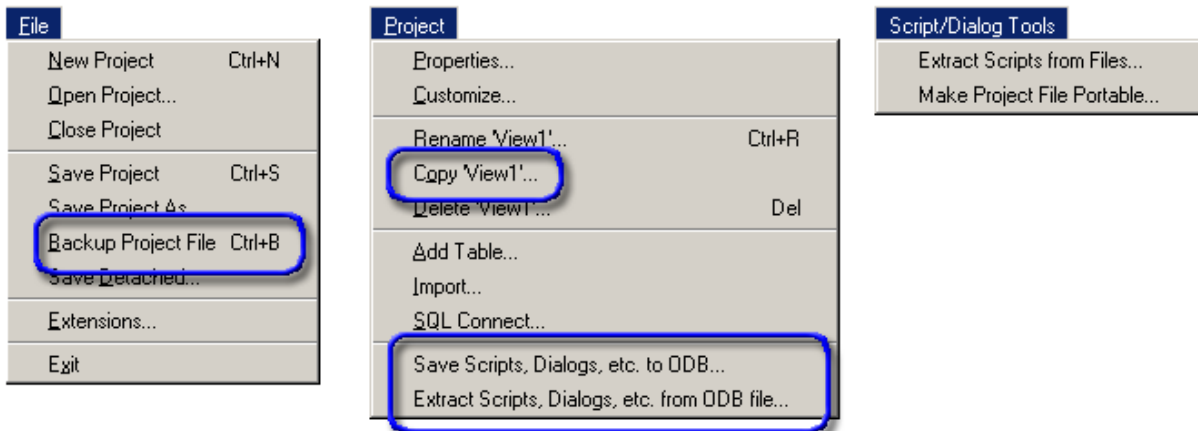 File
New Project Ctrl+N
Open Project...
Close Project
Save Project Ctrl+S
Save Project As...
Backup Project File Ctrl+B
Save Detached...
Extensions...
Exit
Project
Properties...
Customize...
Rename 'View1'... Ctrl+R
Copy 'View1'...
Delete 'View1'... Del
Add Table...
Import...
SQL Connect...
Save Scripts, Dialogs, etc. to ODB...
Extract Scripts, Dialogs, etc. from ODB file...
Script/Dialog Tools
Extract Scripts from Files...
Make Project File Portable...